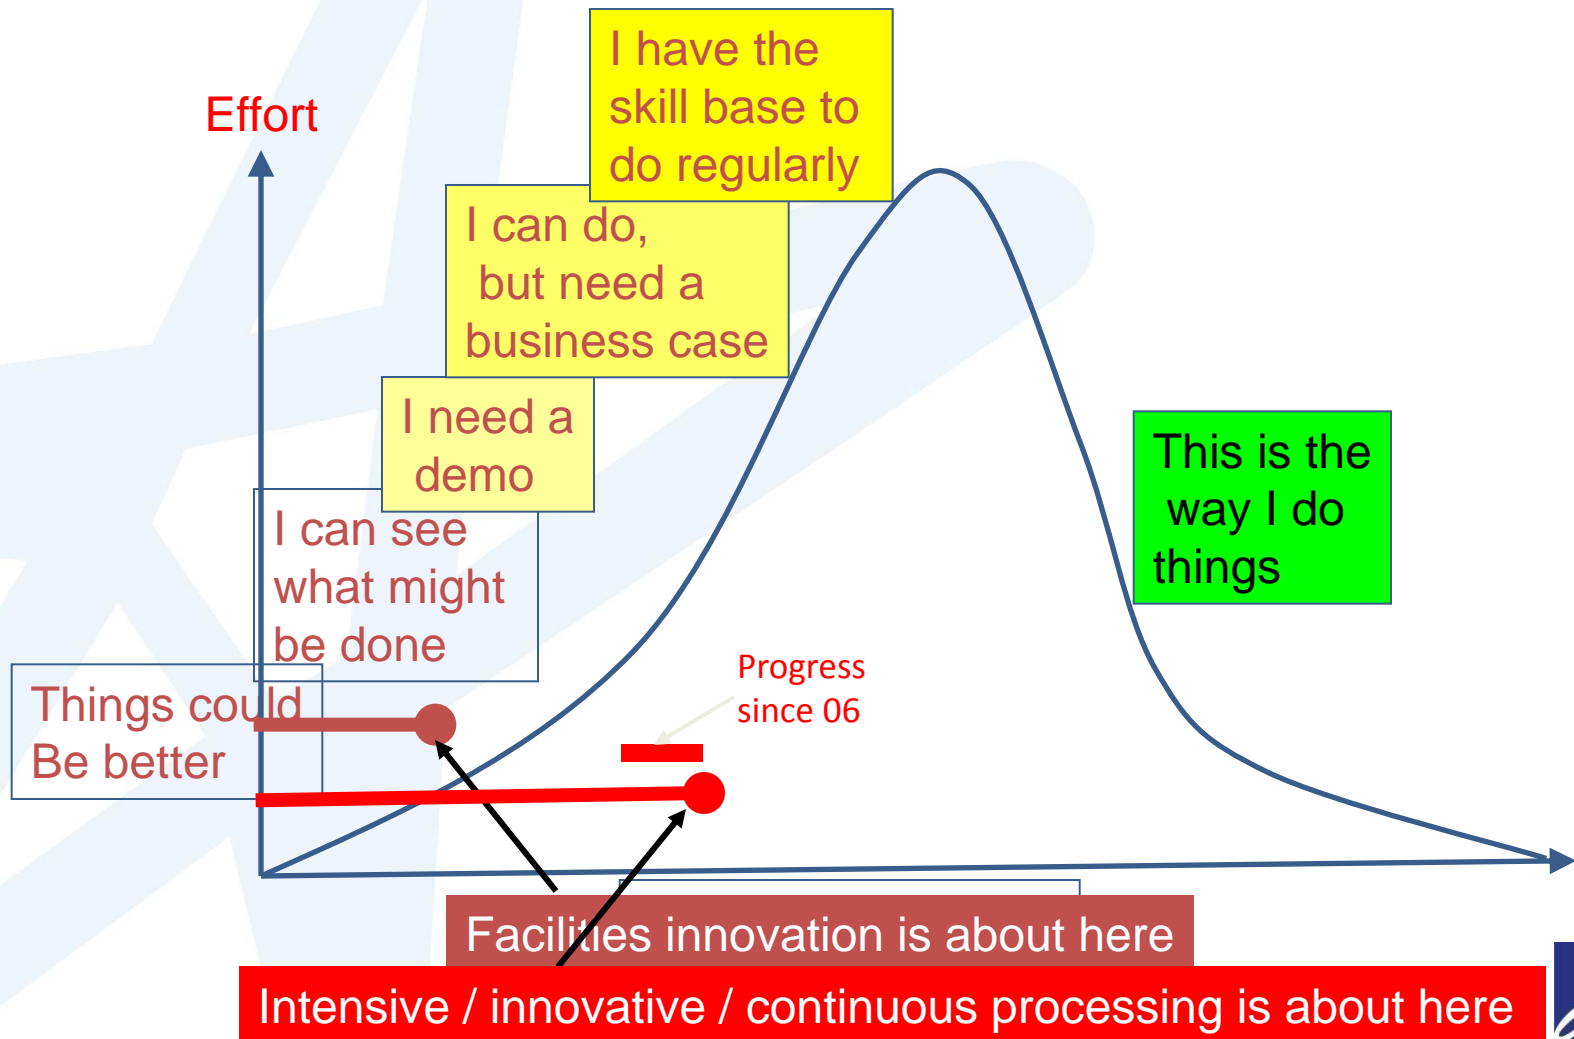 Effort
I have the
skill base to
do regularly
I can do,
but need a
business case
I need a
demo
I can see
what might
be done
Things could
Be better
Progress
since 06
This is the
way I do
things
Facilities innovation is about here
Intensive / innovative / continuous processing is about here